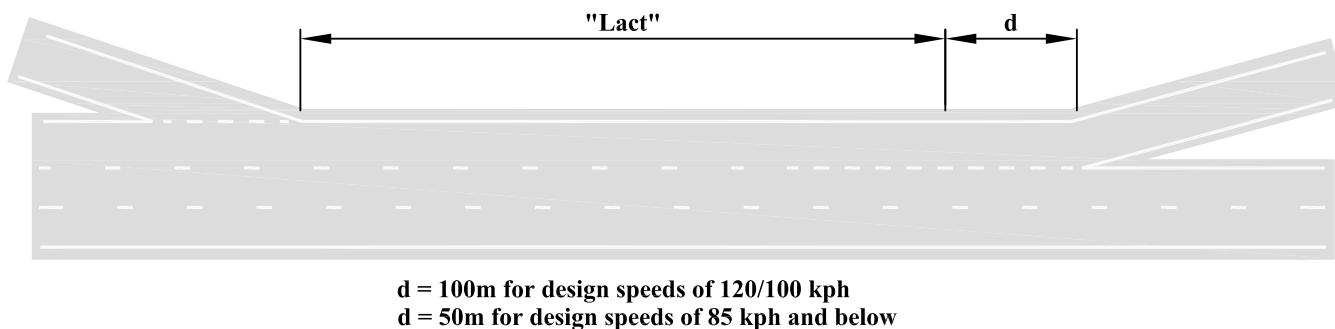 "Lact"
d
d = 100m for design speeds of 120/100 kph
d = 50m for design speeds of 85 kph and below